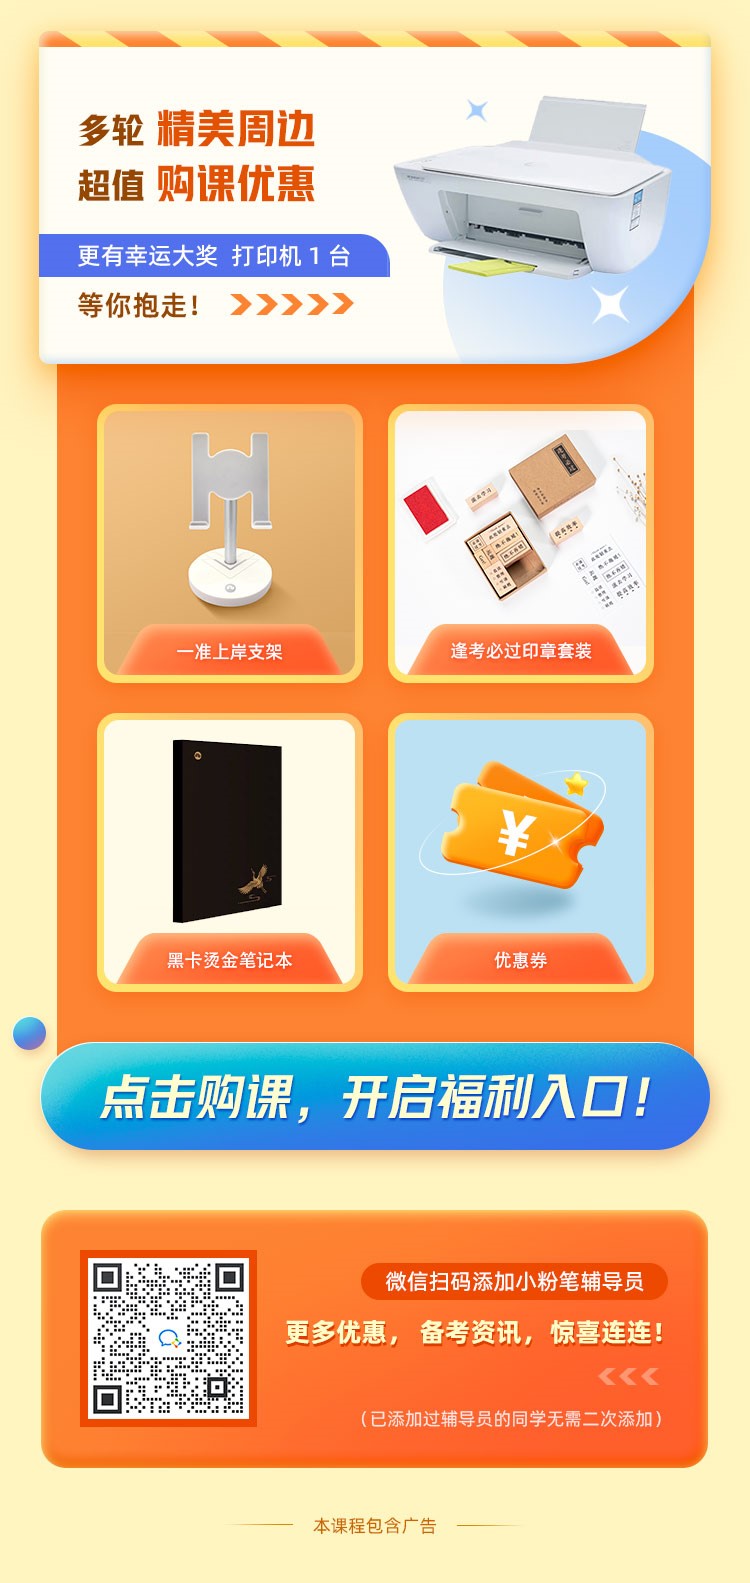 多轮 精美周边
超值 购课优惠
更有幸运大奖 打印机1台
等你抱走!
一准上岸支架
逢考必过印章套装
黑卡烫金笔记本
¥
优惠券
点击购课，开启福利入口！
微信扫码添加小粉笔辅导员
更多优惠， 备考资讯，惊喜连连！
（已添加过辅导员的同学无需二次添加）
本课程包含广告